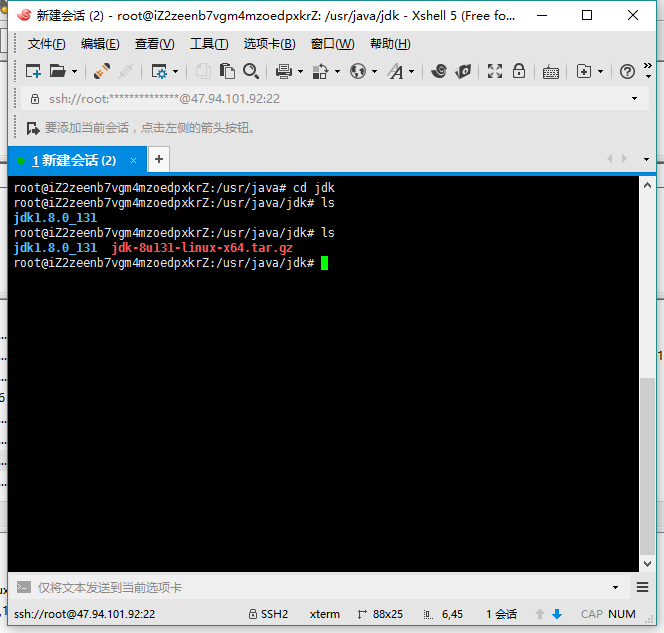 新建会话 (2) - root@iZ2zeenb7vgm4mzoedpxkrZ: /usr/java/jdk - Xshell 5 (Free fo...
文件(F) 编辑(E) 查看(V) 工具(T) 选项卡(B) 窗口(W) 帮助(H)
ssh://root:**************@47.94.101.92:22
要添加当前会话，点击左侧的箭头按钮。
1 新建会话 (2) × +
root@iZ2zeenb7vgm4mzoedpxkrZ:/usr/java# cd jdk
root@iZ2zeenb7vgm4mzoedpxkrZ:/usr/java/jdk# ls
jdk1.8.0_131
root@iZ2zeenb7vgm4mzoedpxkrZ:/usr/java/jdk# ls
jdk1.8.0_131 jdk-8u131-linux-x64.tar.gz
root@iZ2zeenb7vgm4mzoedpxkrZ:/usr/java/jdk#
仅将文本发送到当前选项卡
ssh://root@47.94.101.92:22 SSH2 xterm 88x25 6,45 1 会话 CAP NUM